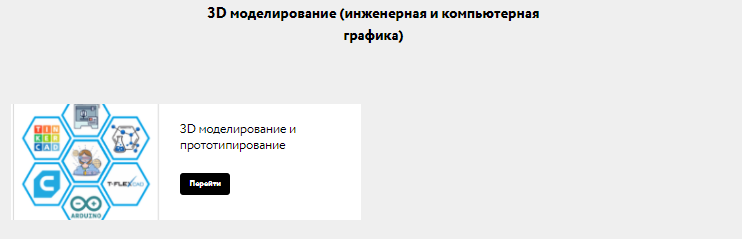 3D моделирование (инженерная и компьютерная
графика)
3D моделирование и
прототипирование
Перейти
TIN
KER
CAD
T-FLEX CAD
ARDUINO